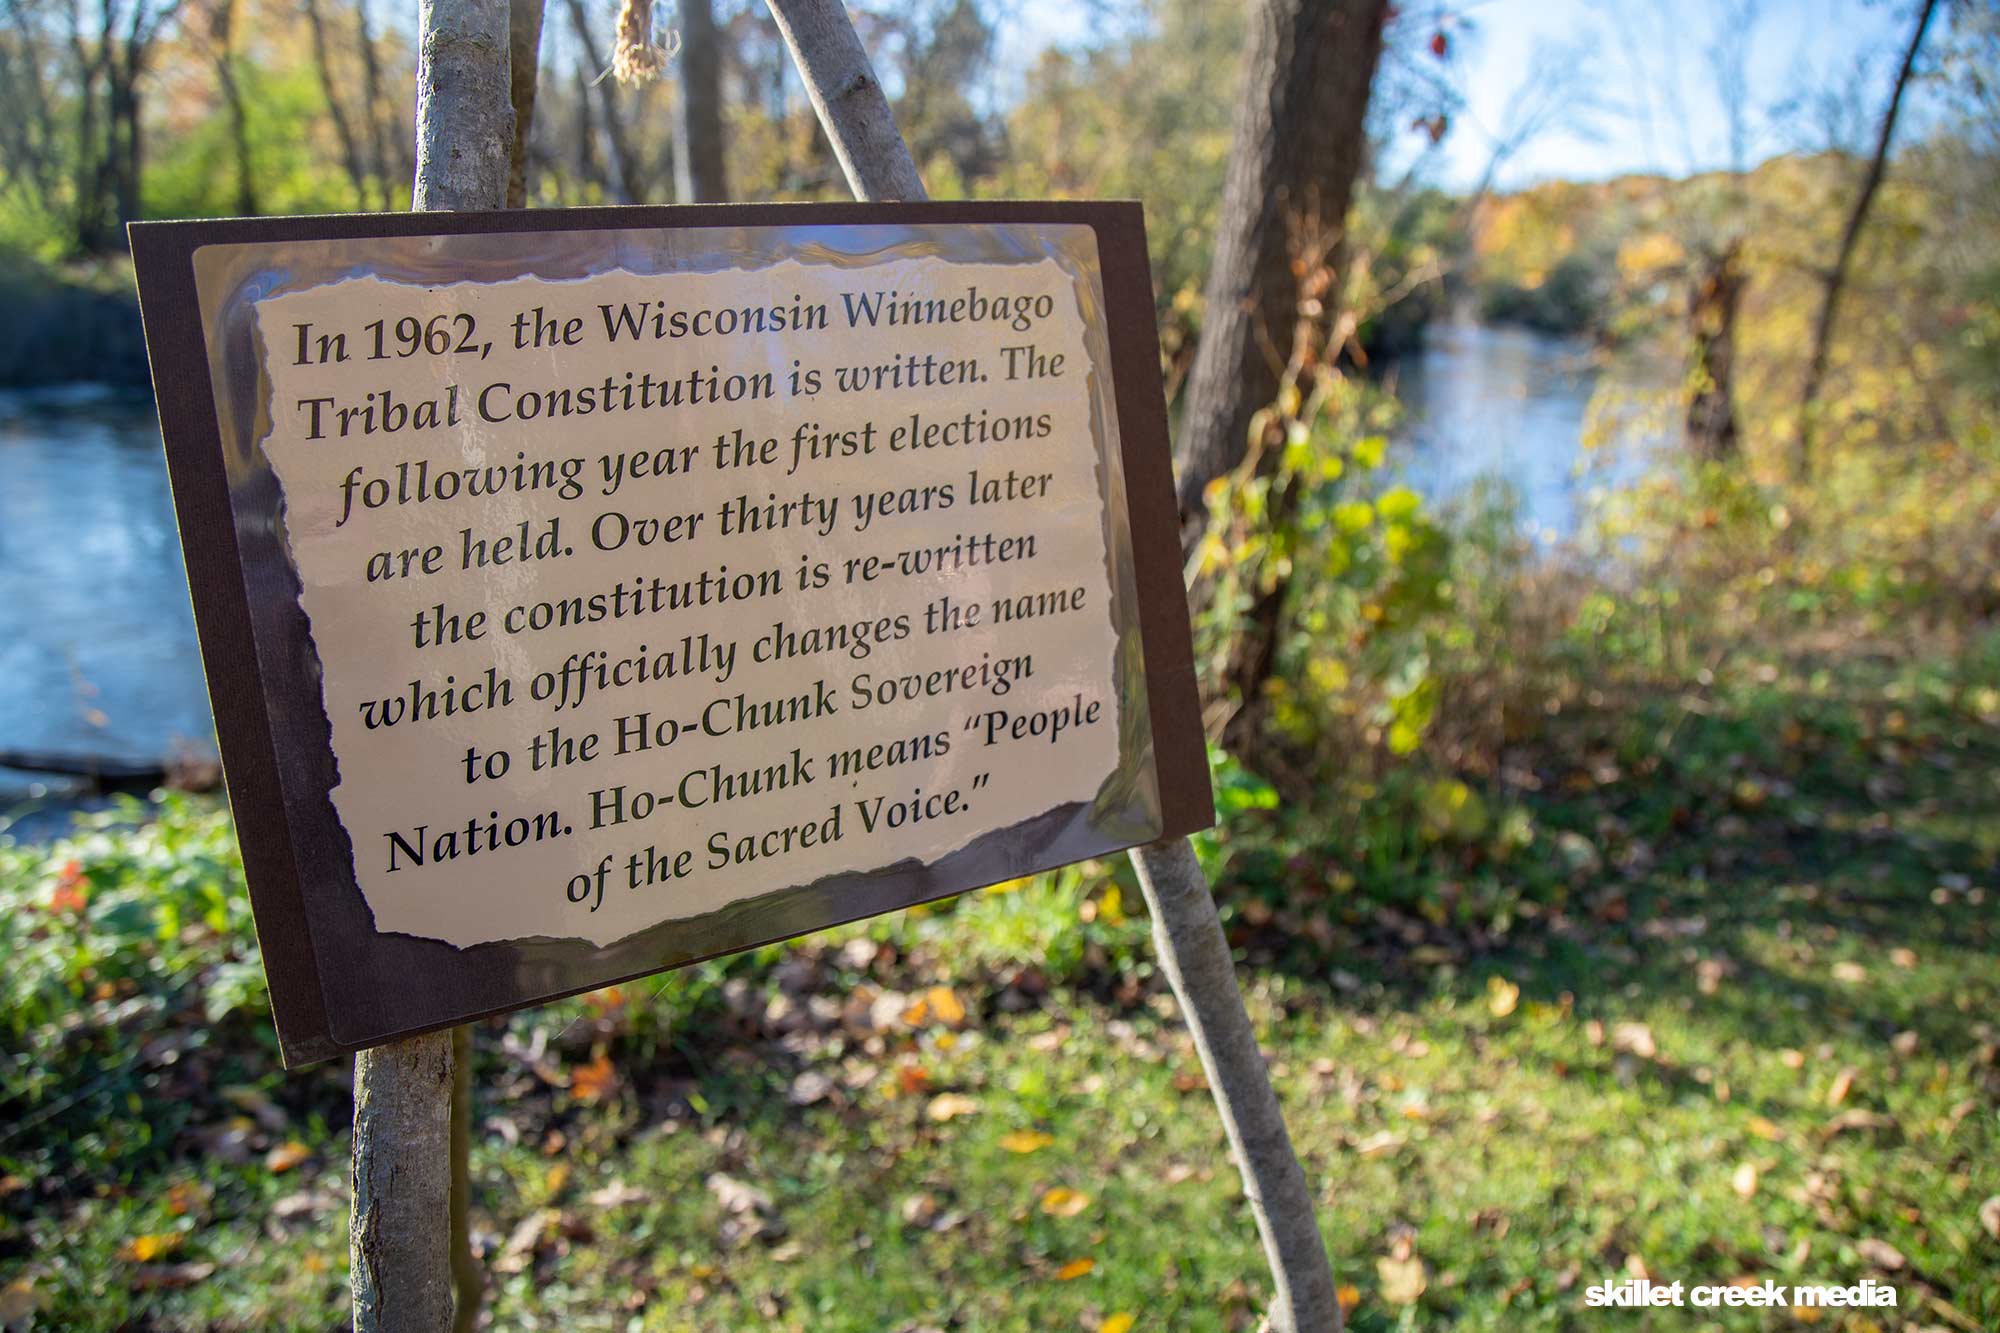 In 1962, the Wisconsin Winnebago
Tribal Constitution is written. The
following year the first elections
are held. Over thirty years later
the constitution is re-written
which officially changes the name
to the Ho-Chunk Sovereign
Nation. Ho-Chunk means “People
of the Sacred Voice.”
skillet creek media